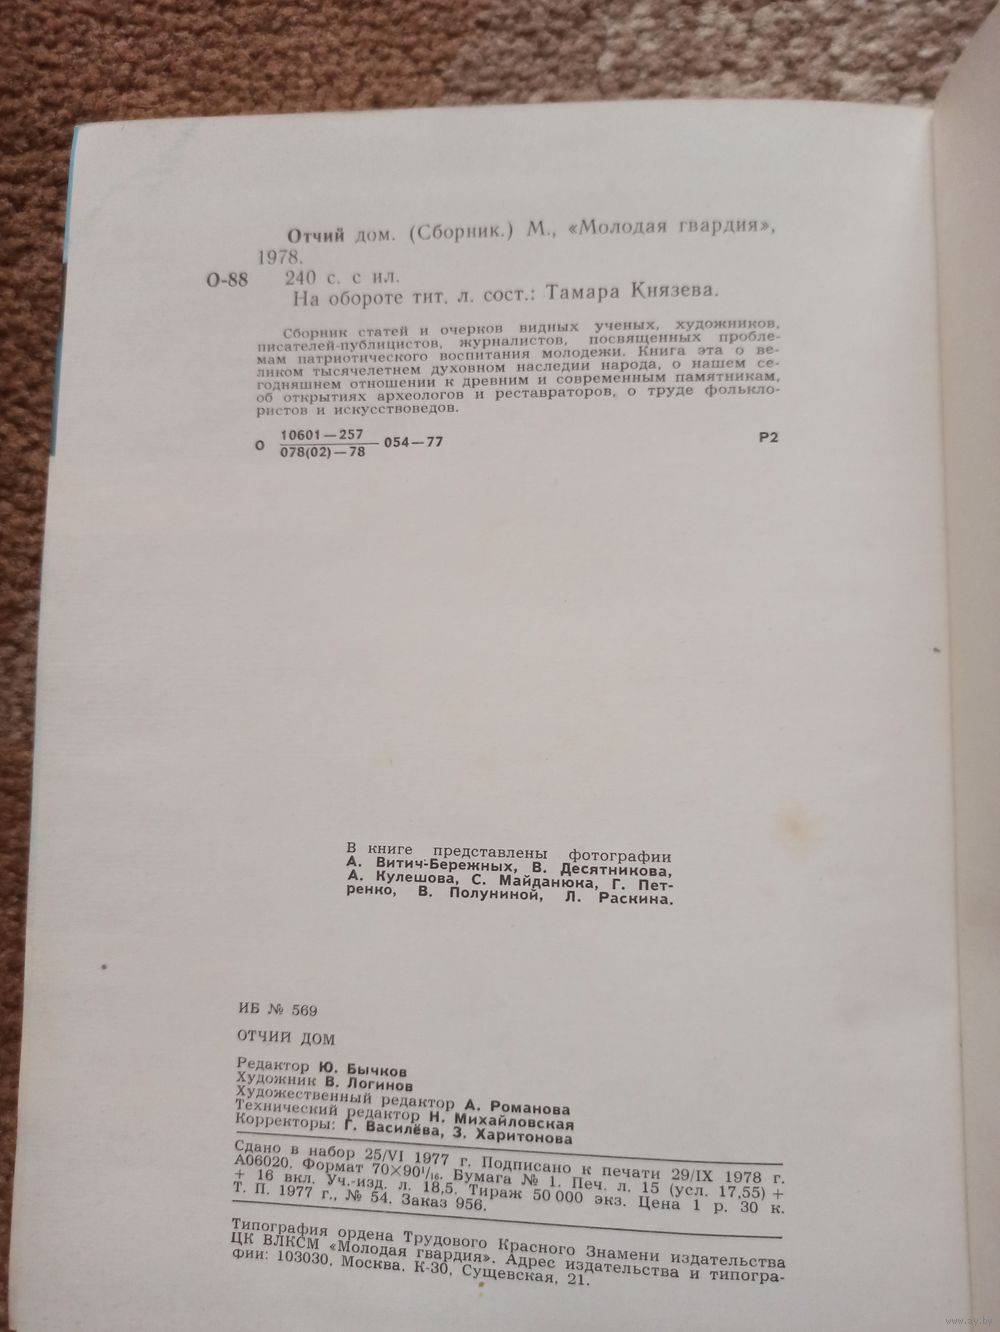 Отчий дом. (Сборник.) М., «Молодая гвардия»,
1978.
О-88
240 с. с ил.
На обороте тит. л. сост.: Тамара Князева.
Сборник статей и очерков видных ученых, художников,
писателей-публицистов, журналистов, посвященных пробле-
мам патриотического воспитания молодежи. Книга эта о ве-
ликом тысячелетнем духовном наследии народа, о нашем се-
годняшнем отношении к древним и современным памятникам,
об открытиях археологов и реставраторов, о труде фолькло-
ристов и искусствоведов.
О 10601—257
078(02)—78
054—77
Р2
В книге представлены фотографии
А. Витич-Бережных, В. Десятникова,
А. Кулешова, С. Майданюка, Г. Пет-
ренко, В. Полуниной, Л. Раскина.
ИБ № 569
ОТЧИЙ ДОМ
Редактор Ю. Бычков
Художник В. Логинов
Художественный редактор А. Романова
Технический редактор Н. Михайловская
Корректоры: Г. Василёва, З. Харитонова
Сдано в набор 25/VI 1977 г. Подписано к печати 29/IX 1978 г.
А06020. Формат 70×90¹/₁₆. Бумага № 1. Печ. л. 15 (усл. 17,55) +
+ 16 вкл. Уч.-изд. л. 18,5. Тираж 50 000 экз. Цена 1 р. 30 к.
Т. П. 1977 г., № 54. Заказ 956.
Типография ордена Трудового Красного Знамени издательства
ЦК ВЛКСМ «Молодая гвардия». Адрес издательства и типогра-
фии: 103030, Москва, К-30, Сущевская, 21.
www.ay.by